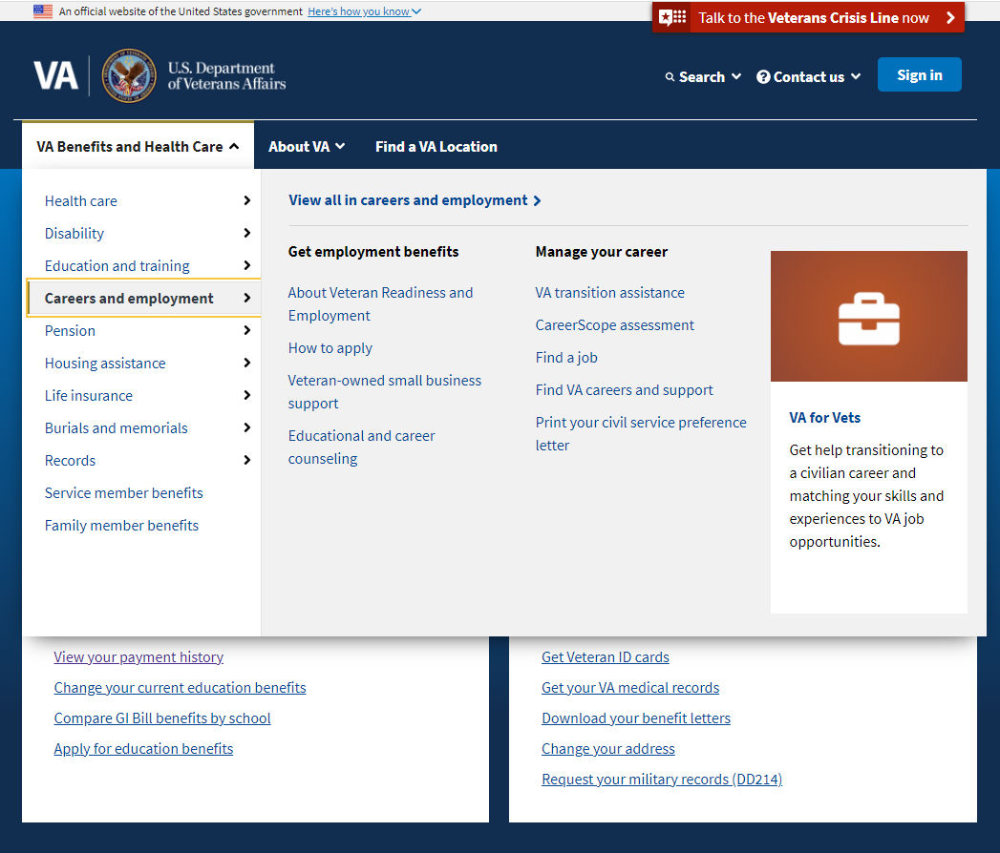 An official website of the United States government Here's how you know
Talk to the Veterans Crisis Line now
VA
U.S. Department
of Veterans Affairs
Search
Contact us
Sign in
VA Benefits and Health Care
About VA
Find a VA Location
Health care
Disability
Education and training
Careers and employment
Pension
Housing assistance
Life insurance
Burials and memorials
Records
Service member benefits
Family member benefits
View all in careers and employment
Get employment benefits
About Veteran Readiness and
Employment
How to apply
Veteran-owned small business
support
Educational and career
counseling
Manage your career
VA transition assistance
CareerScope assessment
Find a job
Find VA careers and support
Print your civil service preference
letter
VA for Vets
Get help transitioning to
a civilian career and
matching your skills and
experiences to VA job
opportunities.
View your payment history
Change your current education benefits
Compare GI Bill benefits by school
Apply for education benefits
Get Veteran ID cards
Get your VA medical records
Download your benefit letters
Change your address
Request your military records (DD214)